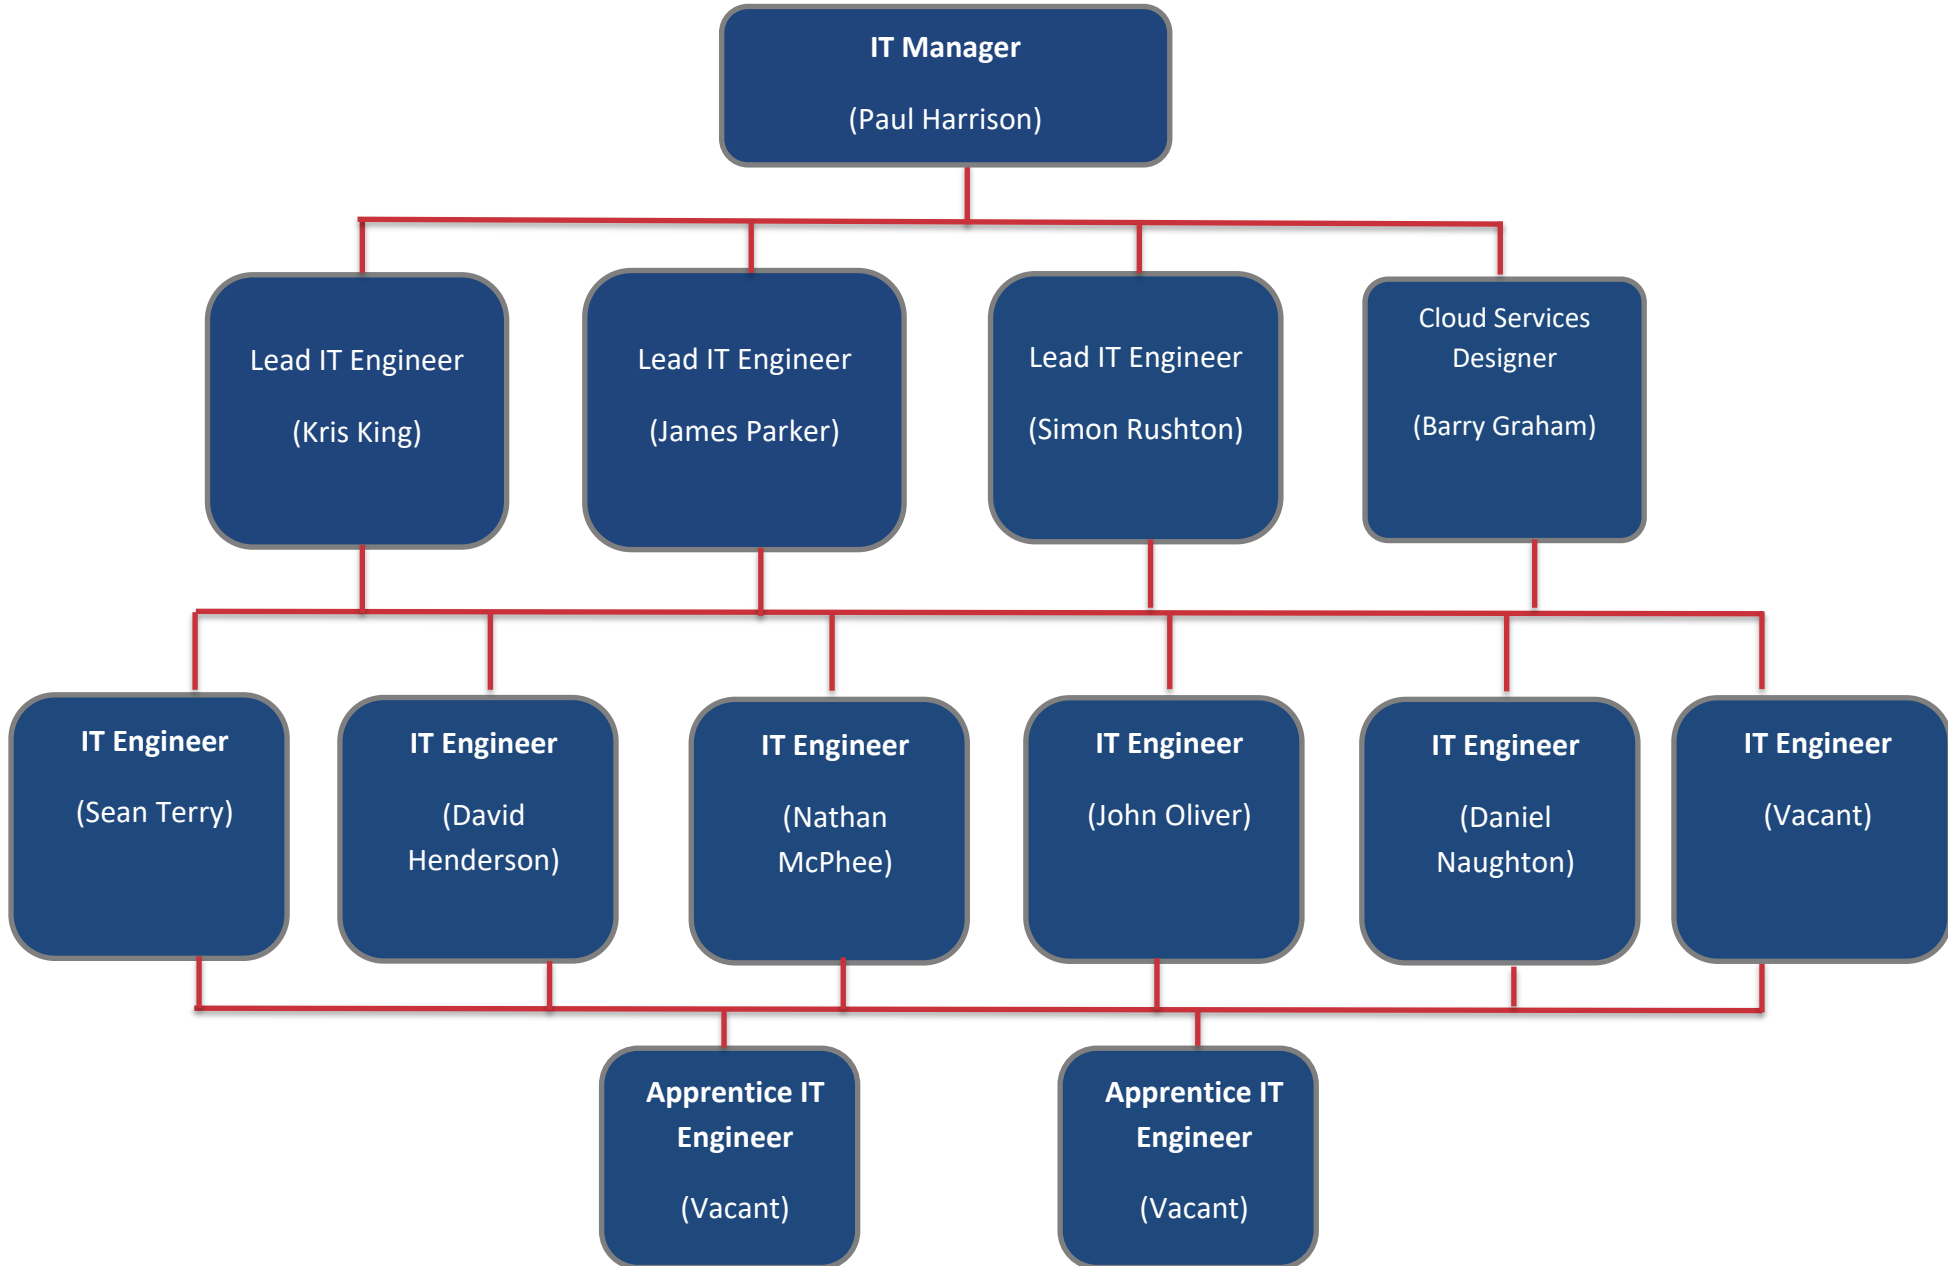 IT Manager
(Paul Harrison)
Lead IT Engineer
(Kris King)
Lead IT Engineer
(James Parker)
Lead IT Engineer
(Simon Rushton)
Cloud Services
Designer
(Barry Graham)
IT Engineer
(Sean Terry)
IT Engineer
(David
Henderson)
IT Engineer
(Nathan
McPhee)
IT Engineer
(John Oliver)
IT Engineer
(Daniel
Naughton)
IT Engineer
(Vacant)
Apprentice IT
Engineer
(Vacant)
Apprentice IT
Engineer
(Vacant)